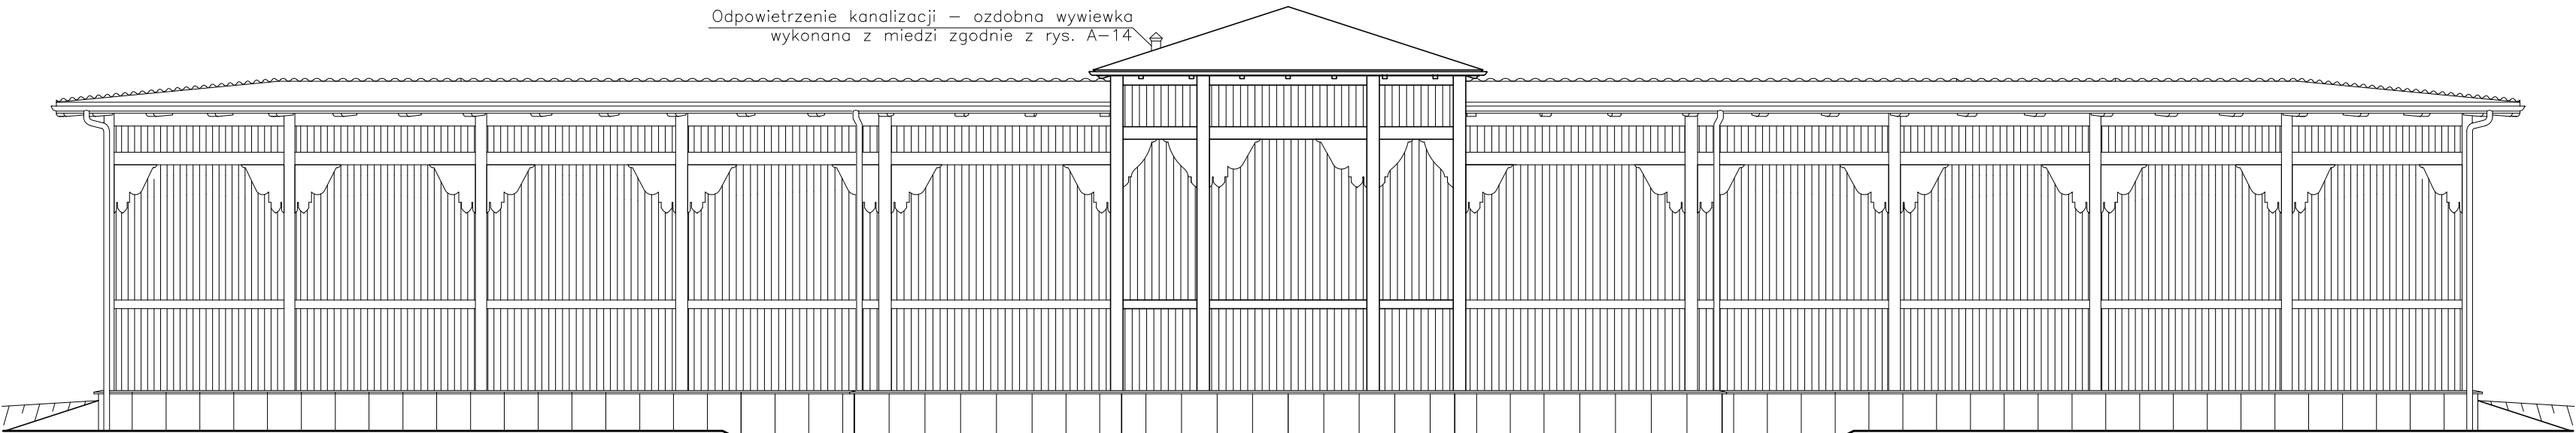 Odpowietrzenie kanalizacji – ozdobna wywiewka
wykonana z miedzi zgodnie z rys. A–14